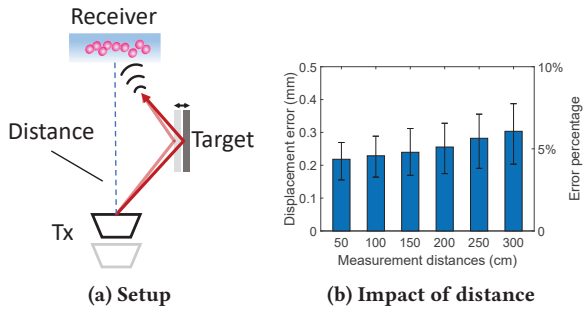 Receiver
Distance
Target
Tx
(a) Setup
Displacement error (mm)
0.5
0.4
0.3
0.2
0.1
0
10%
5%
0
Error percentage
50 100 150 200 250 300
Measurement distances (cm)
(b) Impact of distance